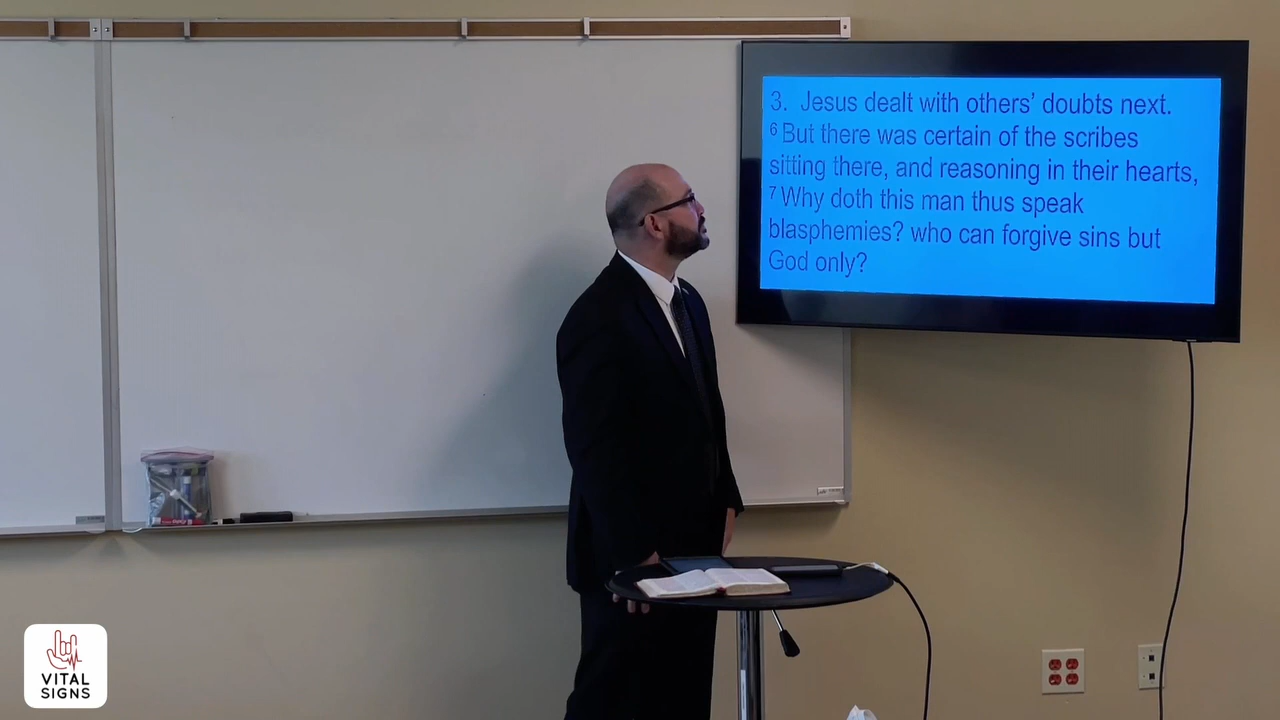 3. Jesus dealt with others’ doubts next.
6 But there was certain of the scribes
sitting there, and reasoning in their hearts,
7 Why doth this man thus speak
blasphemies? who can forgive sins but
God only?
VITAL
SIGNS